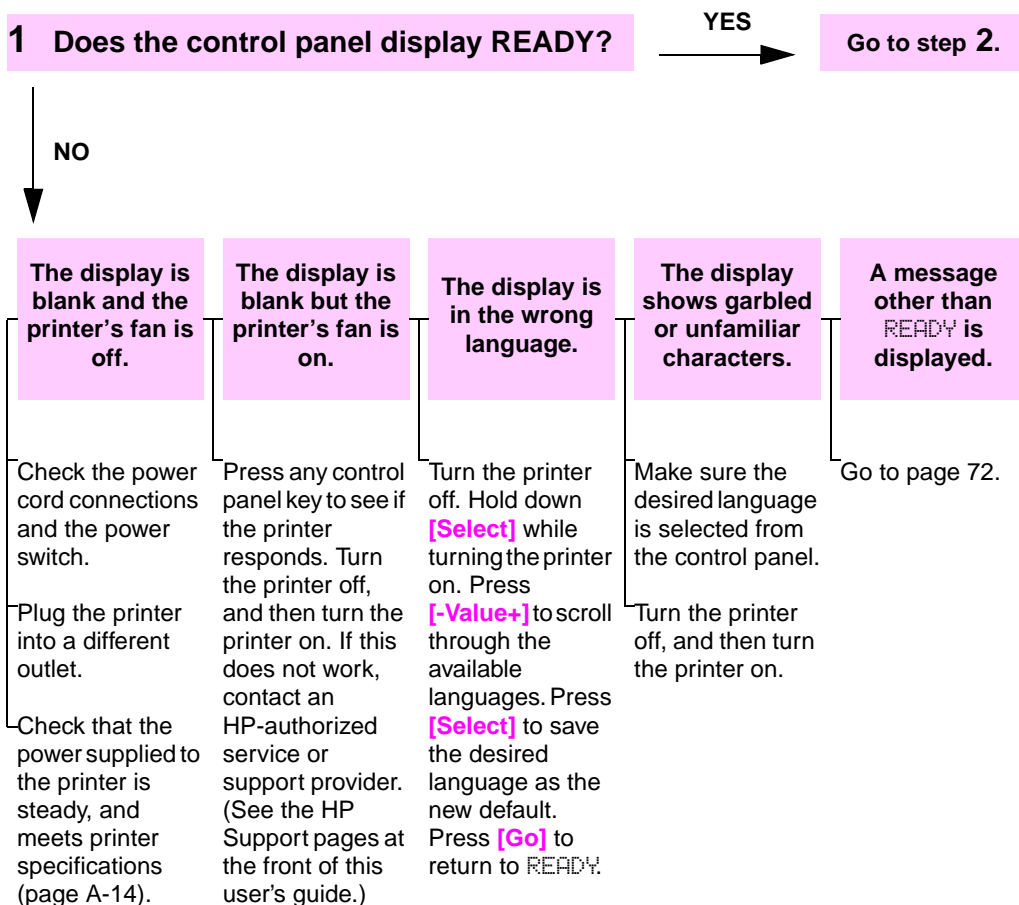 1 Does the control panel display READY?
YES
Go to step 2.
NO
The display is
blank and the
printer's fan is
off.
The display is
blank but the
printer's fan is
on.
The display is
in the wrong
language.
The display
shows garbled
or unfamiliar
characters.
A message
other than
READY is
displayed.
Check the power
cord connections
and the power
switch.
Plug the printer
into a different
outlet.
Check that the
power supplied to
the printer is
steady, and
meets printer
specifications
(page A-14).
Press any control
panel key to see if
the printer
responds. Turn
the printer off,
and then turn the
printer on. If this
does not work,
contact an
HP-authorized
service or
support provider.
(See the HP
Support pages at
the front of this
user's guide.)
Turn the printer
off. Hold down
[Select] while
turning the printer
on. Press
[-Value+] to scroll
through the
available
languages. Press
[Select] to save
the desired
language as the
new default.
Press [Go] to
return to READY.
Make sure the
desired language
is selected from
the control panel.
Turn the printer
off, and then turn
the printer on.
Go to page 72.